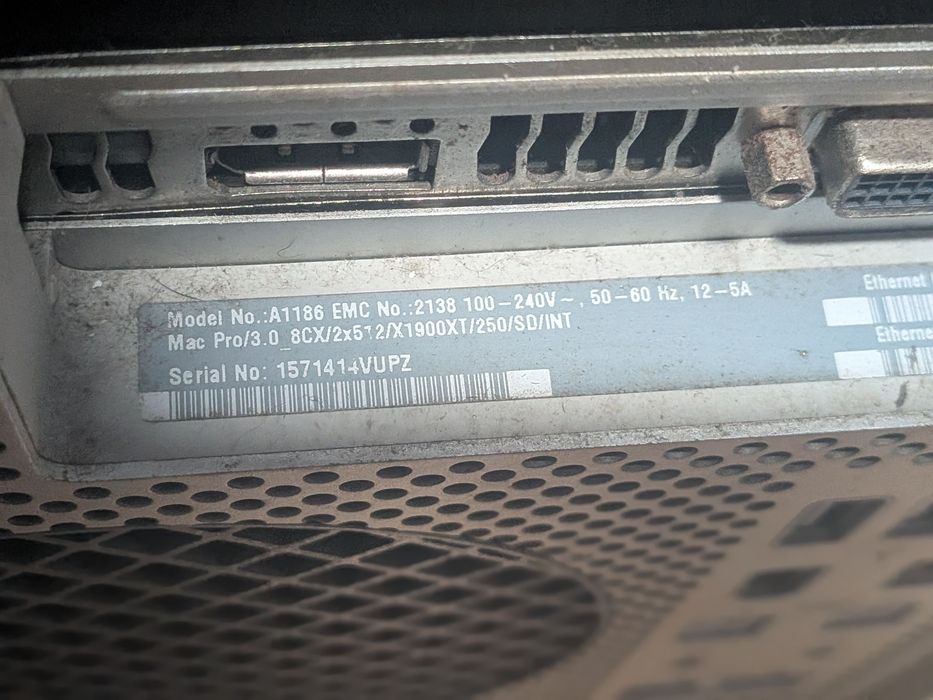 Model No.:A1186 EMC No.:2138 100-240V~, 50-60 Hz, 12-5A
Mac Pro/3.0_8CX/2x512/X1900XT/250/SD/INT
Serial No: 1571414VUPZ
Ethernet
Ethernet